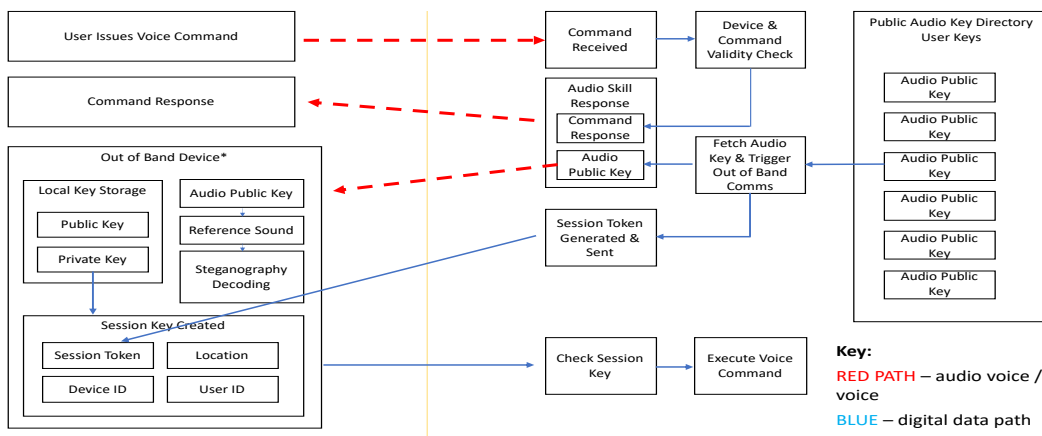 User Issues Voice Command
Command Response
Out of Band Device*
Local Key Storage
Public Key
Private Key
Audio Public Key
Reference Sound
Steganography
Decoding
Session Key Created
Session Token
Location
Device ID
User ID
Command
Received
Device &
Command
Validity Check
Audio Skill
Response
Command
Response
Audio
Public Key
Fetch Audio
Key & Trigger
Out of Band
Comms
Session Token
Generated &
Sent
Check Session
Key
Execute Voice
Command
Public Audio Key Directory
User Keys
Audio Public
Key
Audio Public
Key
Audio Public
Key
Audio Public
Key
Audio Public
Key
Audio Public
Key
Key:
RED PATH – audio voice /
voice
BLUE – digital data path